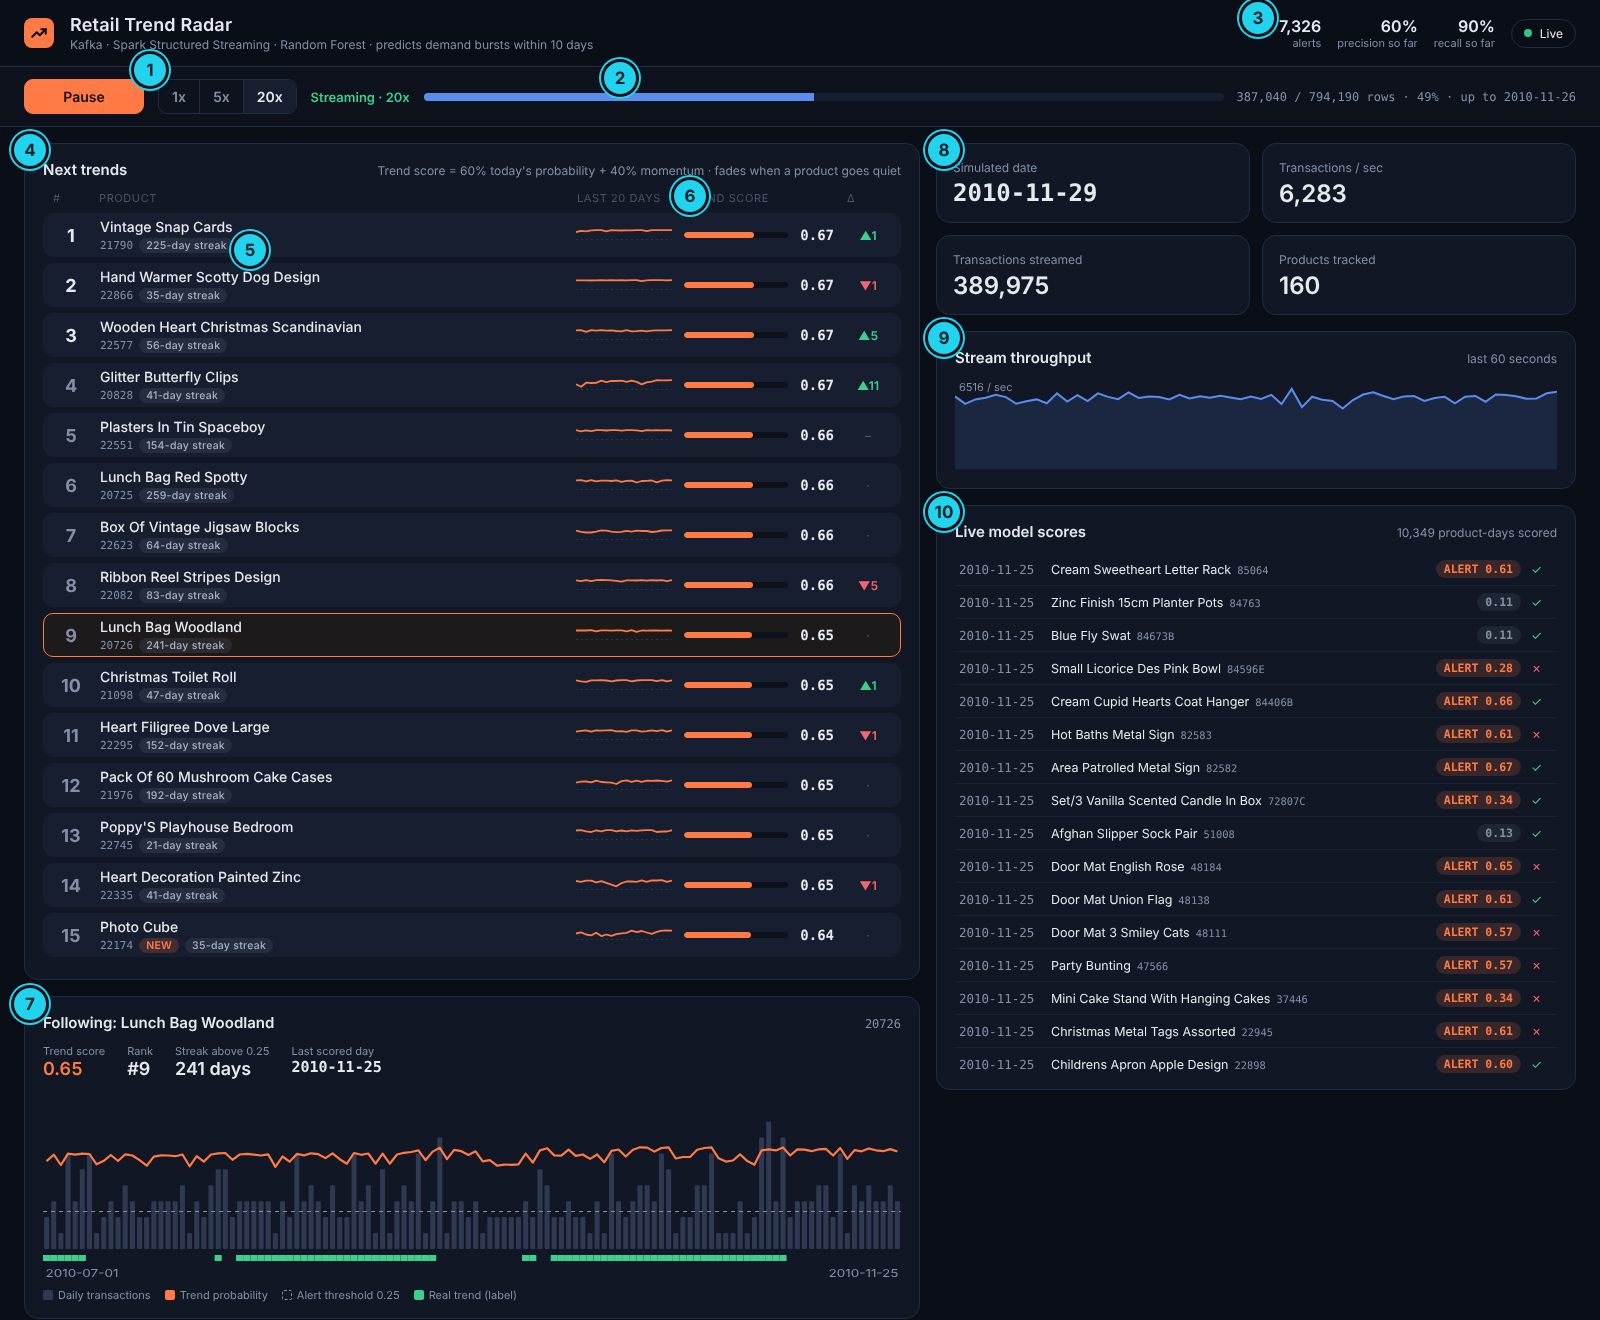 Retail Trend Radar
Kafka · Spark Structured Streaming · Random Forest · predicts demand bursts within 10 days
3
7,326
alerts
60%
precision so far
90%
recall so far
Live
1
2
Pause
1x
5x
20x
Streaming · 20x
387,040 / 794,190 rows · 49% · up to 2010-11-26
4
Next trends
Trend score = 60% today's probability + 40% momentum · fades when a product goes quiet
# PRODUCT LAST 20 DAYS 6 SCORE Δ
1 Vintage Snap Cards 0.67 ▲1
21790 225-day streak
5
2 Hand Warmer Scotty Dog Design 0.67 ▼1
22866 35-day streak
3 Wooden Heart Christmas Scandinavian 0.67 ▲5
22577 56-day streak
4 Glitter Butterfly Clips 0.67 ▲11
20828 41-day streak
5 Plasters In Tin Spaceboy 0.66 –
22551 154-day streak
6 Lunch Bag Red Spotty 0.66 ·
20725 259-day streak
7 Box Of Vintage Jigsaw Blocks 0.66 ·
22623 64-day streak
8 Ribbon Reel Stripes Design 0.66 ▼5
22082 83-day streak
9 Lunch Bag Woodland 0.65 ·
20726 241-day streak
10 Christmas Toilet Roll 0.65 ▲1
21098 47-day streak
11 Heart Filigree Dove Large 0.65 ▼1
22295 152-day streak
12 Pack Of 60 Mushroom Cake Cases 0.65 ·
21976 192-day streak
13 Poppy'S Playhouse Bedroom 0.65 ·
22745 21-day streak
14 Heart Decoration Painted Zinc 0.65 ▼1
22335 41-day streak
15 Photo Cube 0.64 ·
22174 NEW 35-day streak
7
Following: Lunch Bag Woodland
20726
Trend score Rank Streak above 0.25 Last scored day
0.65 #9 241 days 2010-11-25
2010-07-01 2010-11-25
Daily transactions Trend probability Alert threshold 0.25 Real trend (label)
8
Simulated date
2010-11-29
Transactions / sec
6,283
Transactions streamed
389,975
Products tracked
160
9
Stream throughput
last 60 seconds
6516 / sec
10
Live model scores
10,349 product-days scored
2010-11-25 Cream Sweetheart Letter Rack 85064 ALERT 0.61 ✓
2010-11-25 Zinc Finish 15cm Planter Pots 84763 0.11 ✓
2010-11-25 Blue Fly Swat 84673B 0.11 ✓
2010-11-25 Small Licorice Des Pink Bowl 84596E ALERT 0.28 ×
2010-11-25 Cream Cupid Hearts Coat Hanger 84406B ALERT 0.66 ✓
2010-11-25 Hot Baths Metal Sign 82583 ALERT 0.61 ×
2010-11-25 Area Patrolled Metal Sign 82582 ALERT 0.67 ✓
2010-11-25 Set/3 Vanilla Scented Candle In Box 72807C ALERT 0.34 ✓
2010-11-25 Afghan Slipper Sock Pair 51008 0.13 ✓
2010-11-25 Door Mat English Rose 48184 ALERT 0.65 ×
2010-11-25 Door Mat Union Flag 48138 ALERT 0.61 ✓
2010-11-25 Door Mat 3 Smiley Cats 48111 ALERT 0.57 ×
2010-11-25 Party Bunting 47566 ALERT 0.57 ×
2010-11-25 Mini Cake Stand With Hanging Cakes 37446 ALERT 0.34 ×
2010-11-25 Christmas Metal Tags Assorted 22945 ALERT 0.61 ×
2010-11-25 Childrens Apron Apple Design 22898 ALERT 0.60 ✓